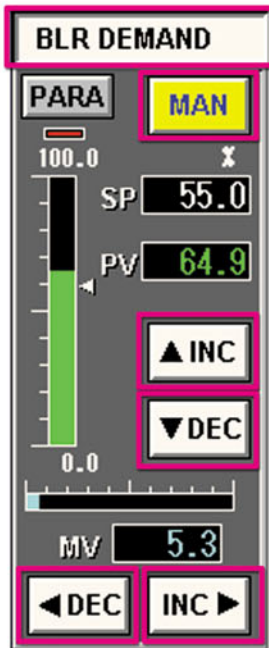 BLR DEMAND
PARA MAN
100.0 %
SP 55.0
PV 64.9
▲ INC
▼ DEC
0.0
MV 5.3
◄ DEC INC ►